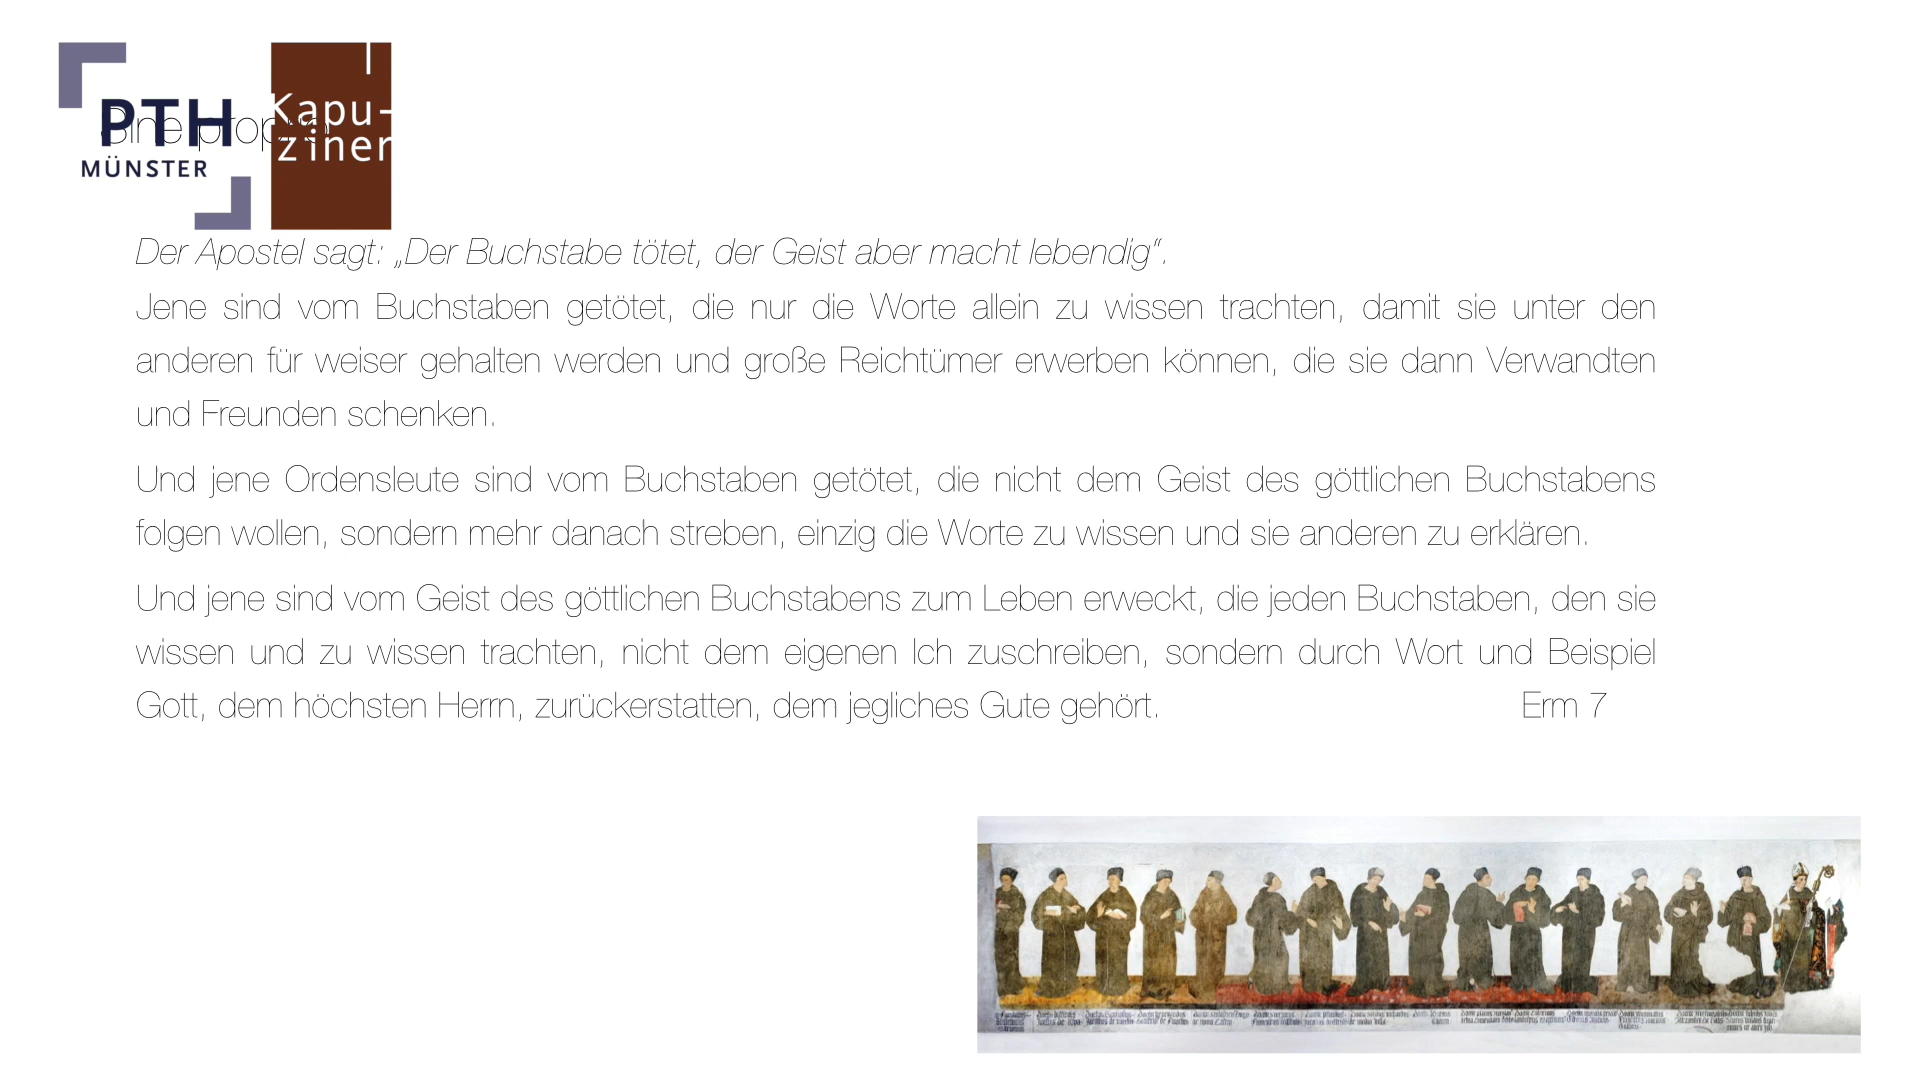 PTH
MÜNSTER
Kapu-
ziner
Der Apostel sagt: „Der Buchstabe tötet, der Geist aber macht lebendig“.
Jene sind vom Buchstaben getötet, die nur die Worte allein zu wissen trachten, damit sie unter den
anderen für weiser gehalten werden und große Reichtümer erwerben können, die sie dann Verwandten
und Freunden schenken.
Und jene Ordensleute sind vom Buchstaben getötet, die nicht dem Geist des göttlichen Buchstabens
folgen wollen, sondern mehr danach streben, einzig die Worte zu wissen und sie anderen zu erklären.
Und jene sind vom Geist des göttlichen Buchstabens zum Leben erweckt, die jeden Buchstaben, den sie
wissen und zu wissen trachten, nicht dem eigenen Ich zuschreiben, sondern durch Wort und Beispiel
Gott, dem höchsten Herrn, zurückerstatten, dem jegliches Gute gehört. Erm 7